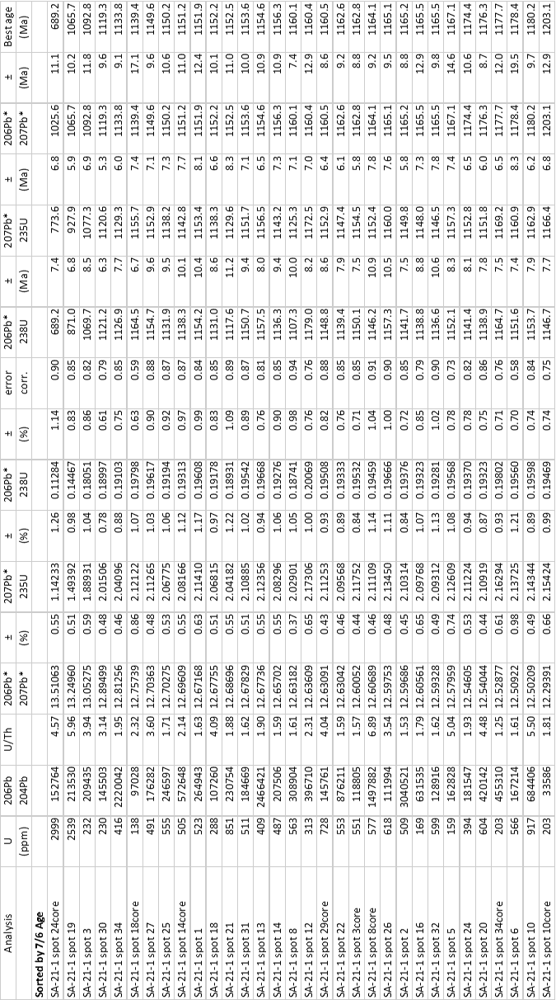 Analysis U 206Pb U/Th 206Pb* ± 207Pb* ± 206Pb* ± error 206Pb* ± 207Pb* ± 206Pb* ± Best age
(ppm) 204Pb 207Pb* (%) 235U (%) 238U (%) corr. 238U (Ma) 235U (Ma) 207Pb* (Ma) (Ma)
Sorted by 7/6 Age
SA-21-1 spot 24core 2999 152764 4.57 13.51063 0.55 1.14233 1.26 0.11284 1.14 0.90 689.2 7.4 773.6 6.8 1025.6 11.1 689.2
SA-21-1 spot 19 2539 213530 5.96 13.24960 0.51 1.49392 0.98 0.14467 0.83 0.85 871.0 6.8 927.9 5.9 1065.7 10.2 1065.7
SA-21-1 spot 3 232 209435 3.94 13.05275 0.59 1.88931 1.04 0.18051 0.86 0.82 1069.7 8.5 1077.3 6.9 1092.8 11.8 1092.8
SA-21-1 spot 30 230 145503 3.14 12.89499 0.48 2.01506 0.78 0.18997 0.61 0.79 1121.2 6.3 1120.6 5.3 1119.3 9.6 1119.3
SA-21-1 spot 34 416 2220042 1.95 12.81256 0.46 2.04096 0.88 0.19103 0.75 0.85 1126.9 7.7 1129.3 6.0 1133.8 9.1 1133.8
SA-21-1 spot 18core 138 97028 2.32 12.75739 0.86 2.12122 1.07 0.19798 0.63 0.59 1164.5 6.7 1155.7 7.4 1139.4 17.1 1139.4
SA-21-1 spot 27 491 176282 3.60 12.70363 0.48 2.11265 1.03 0.19617 0.90 0.88 1154.7 9.6 1152.9 7.1 1149.6 9.6 1149.6
SA-21-1 spot 25 555 246597 1.71 12.70275 0.53 2.06775 1.06 0.19194 0.92 0.87 1131.9 9.5 1138.2 7.3 1150.2 10.6 1150.2
SA-21-1 spot 14core 505 572648 2.14 12.69609 0.55 2.08166 1.12 0.19313 0.97 0.87 1138.3 10.1 1142.8 7.7 1151.2 11.0 1151.2
SA-21-1 spot 1 523 264943 1.63 12.67168 0.63 2.11410 1.17 0.19608 0.99 0.84 1154.2 10.4 1153.4 8.1 1151.9 12.4 1151.9
SA-21-1 spot 18 288 107260 4.09 12.67755 0.51 2.06815 0.97 0.19178 0.83 0.85 1131.0 8.6 1138.3 6.6 1152.2 10.1 1152.2
SA-21-1 spot 21 851 230754 1.88 12.68696 0.55 2.04182 1.22 0.18931 1.09 0.89 1117.6 11.2 1129.6 8.3 1152.5 11.0 1152.5
SA-21-1 spot 31 511 184669 1.62 12.67829 0.51 2.10885 1.02 0.19542 0.89 0.87 1150.7 9.4 1151.7 7.1 1153.6 10.0 1153.6
SA-21-1 spot 13 409 2466421 1.90 12.67736 0.55 2.12356 0.94 0.19668 0.76 0.81 1157.5 8.0 1156.5 6.5 1154.6 10.9 1154.6
SA-21-1 spot 14 487 207506 1.59 12.65702 0.55 2.08296 1.06 0.19276 0.90 0.85 1136.3 9.4 1143.2 7.3 1156.3 10.9 1156.3
SA-21-1 spot 8 563 308904 1.61 12.63182 0.37 2.02901 1.05 0.18741 0.98 0.94 1107.3 10.0 1125.3 7.1 1160.1 7.4 1160.1
SA-21-1 spot 12 313 396710 2.31 12.63609 0.65 2.17306 1.00 0.20069 0.76 0.76 1179.0 8.2 1172.5 7.0 1160.4 12.9 1160.4
SA-21-1 spot 29core 728 145761 4.04 12.63091 0.43 2.11253 0.93 0.19508 0.82 0.88 1148.8 8.6 1152.9 6.4 1160.5 8.6 1160.5
SA-21-1 spot 22 553 876211 1.59 12.63042 0.46 2.09568 0.89 0.19333 0.76 0.85 1139.4 7.9 1147.4 6.1 1162.6 9.2 1162.6
SA-21-1 spot 3core 551 118805 1.57 12.60052 0.44 2.11752 0.84 0.19532 0.71 0.85 1150.1 7.5 1154.5 5.8 1162.8 8.8 1162.8
SA-21-1 spot 8core 577 1497882 6.89 12.60689 0.46 2.11109 1.14 0.19459 1.04 0.91 1146.2 10.9 1152.4 7.8 1164.1 9.2 1164.1
SA-21-1 spot 26 618 111994 3.54 12.59753 0.48 2.13450 1.11 0.19666 1.00 0.90 1157.3 10.5 1160.0 7.6 1165.1 9.5 1165.1
SA-21-1 spot 2 509 3040521 1.53 12.59686 0.45 2.10314 0.84 0.19376 0.72 0.85 1141.7 7.5 1149.8 5.8 1165.2 8.8 1165.2
SA-21-1 spot 16 169 631535 1.79 12.60561 0.65 2.09768 1.07 0.19323 0.85 0.79 1138.8 8.8 1148.0 7.3 1165.5 12.9 1165.5
SA-21-1 spot 32 599 128916 1.62 12.59328 0.49 2.09312 1.13 0.19281 1.02 0.90 1136.6 10.6 1146.5 7.8 1165.5 9.8 1165.5
SA-21-1 spot 5 159 162828 5.04 12.57959 0.74 2.12609 1.08 0.19568 0.78 0.73 1152.1 8.3 1157.3 7.4 1167.1 14.6 1167.1
SA-21-1 spot 24 394 181547 1.93 12.54605 0.53 2.11224 0.94 0.19370 0.78 0.82 1141.4 8.1 1152.8 6.5 1174.4 10.6 1174.4
SA-21-1 spot 20 604 420142 4.48 12.54044 0.44 2.10919 0.87 0.19323 0.75 0.86 1138.9 7.8 1151.8 6.0 1176.3 8.7 1176.3
SA-21-1 spot 34core 203 455310 1.25 12.52877 0.61 2.16294 0.93 0.19802 0.71 0.76 1164.7 7.5 1169.2 6.5 1177.7 12.0 1177.7
SA-21-1 spot 6 566 167214 1.61 12.50922 0.98 2.13725 1.21 0.19560 0.70 0.58 1151.6 7.4 1160.9 8.3 1178.4 19.5 1178.4
SA-21-1 spot 10 917 684406 5.50 12.50209 0.49 2.14344 0.89 0.19598 0.74 0.84 1153.7 7.9 1162.9 6.2 1180.2 9.7 1180.2
SA-21-1 spot 10core 203 33586 1.81 12.29391 0.66 2.15424 0.99 0.19469 0.74 0.75 1146.7 7.7 1166.4 6.8 1203.1 12.9 1203.1